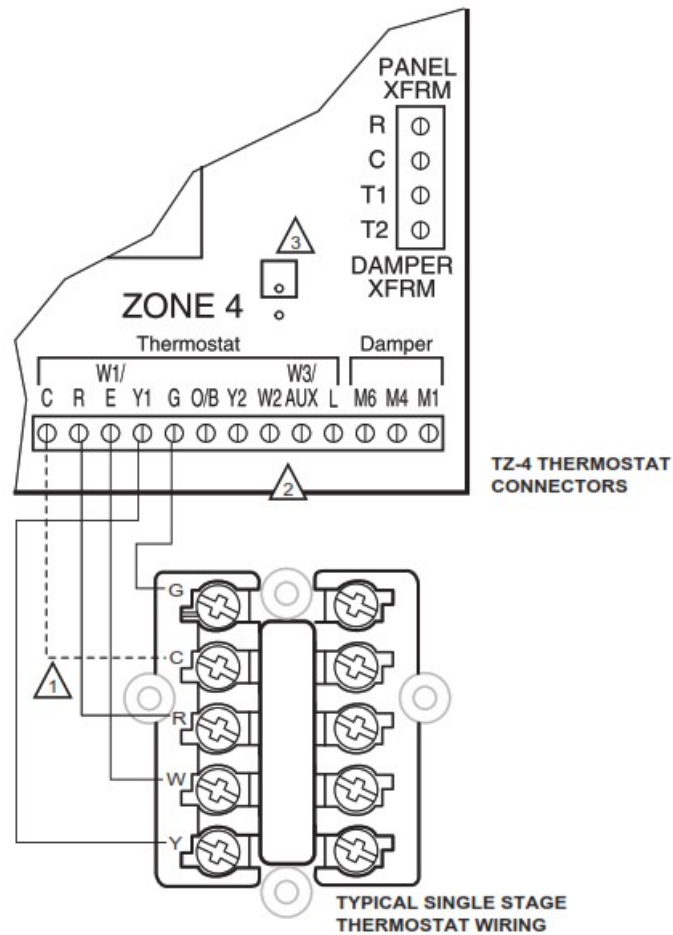 PANEL
XFRM
R
C
T1
T2
DAMPER
XFRM
3
ZONE 4
Thermostat
Damper
W1/ W3/
C R E Y1 G O/B Y2 W2 AUX L M6 M4 M1
2
TZ-4 THERMOSTAT
CONNECTORS
G
C
1
R
W
Y
TYPICAL SINGLE STAGE
THERMOSTAT WIRING